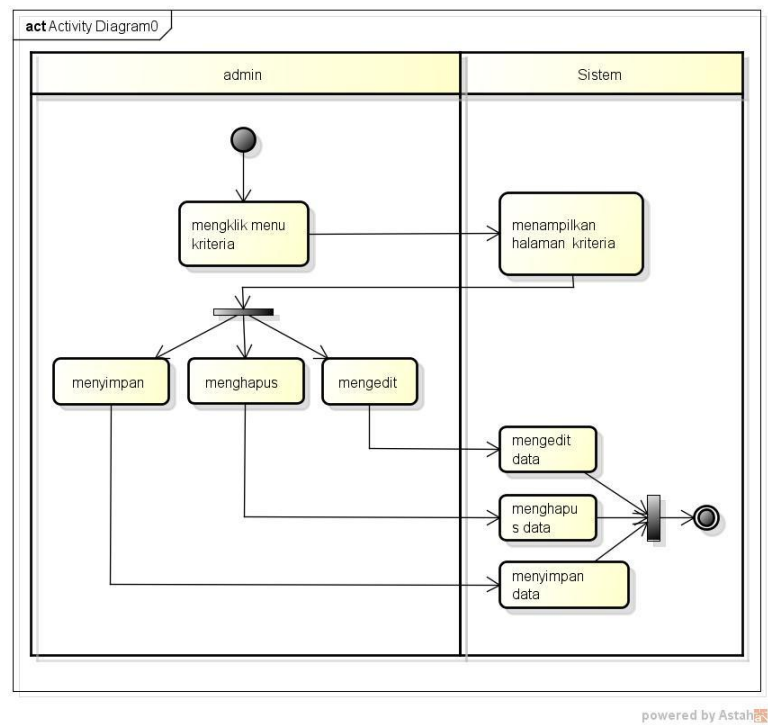 act Activity Diagram0
admin
Sistem
mengklik menu
kriteria
menampilkan
halaman kriteria
menyimpan
menghapus
mengedit
mengedit
data
menghapu
s data
menyimpan
data
powered by Astah